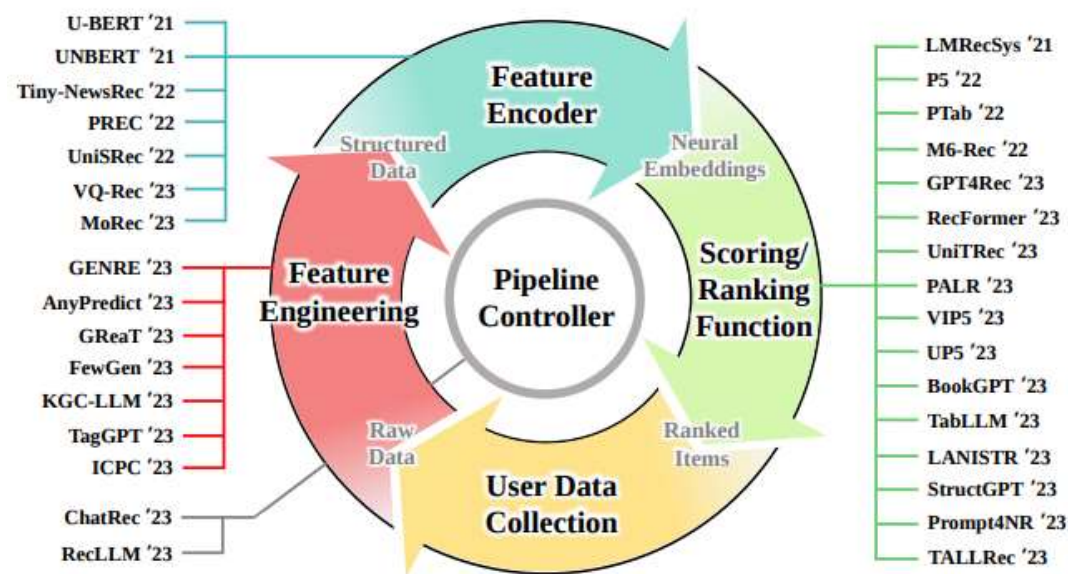 U-BERT '21
UNBERT '21
Tiny-NewsRec '22
PREC '22
UniSRec '22
VQ-Rec '23
MoRec '23
GENRE '23
AnyPredict '23
GReaT '23
FewGen '23
KGC-LLM '23
TagGPT '23
ICPC '23
ChatRec '23
RecLLM '23
Feature
Encoder
Structured
Data
Neural
Embeddings
Feature
Engineering
Pipeline
Controller
Scoring/
Ranking
Function
Raw
Data
Ranked
Items
User Data
Collection
LMRecSys '21
P5 '22
PTab '22
M6-Rec '22
GPT4Rec '23
RecFormer '23
UniTRec '23
PALR '23
VIP5 '23
UP5 '23
BookGPT '23
TabLLM '23
LANISTR '23
StructGPT '23
Prompt4NR '23
TALLRec '23